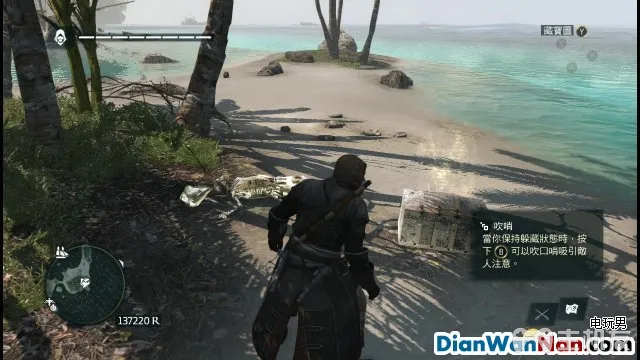 藏寶圖 Y
吹哨
當你保持躲藏狀態時，按
下 B 可以吹口哨吸引敵
人注意。
137220 R
电玩男
DianWanNan.com